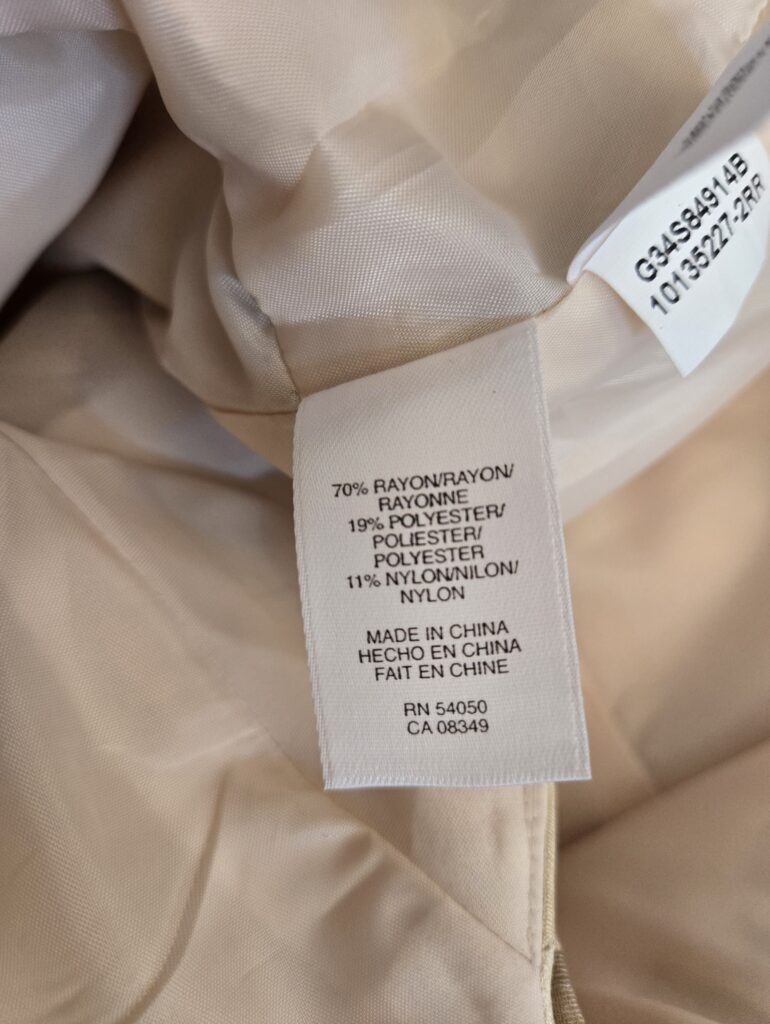 G34S84914B
10135227-2RR
70% RAYON/RAYON/
RAYONNE
19% POLYESTER/
POLIESTER/
POLYESTER
11% NYLON/NILON/
NYLON
MADE IN CHINA
HECHO EN CHINA
FAIT EN CHINE
RN 54050
CA 08349